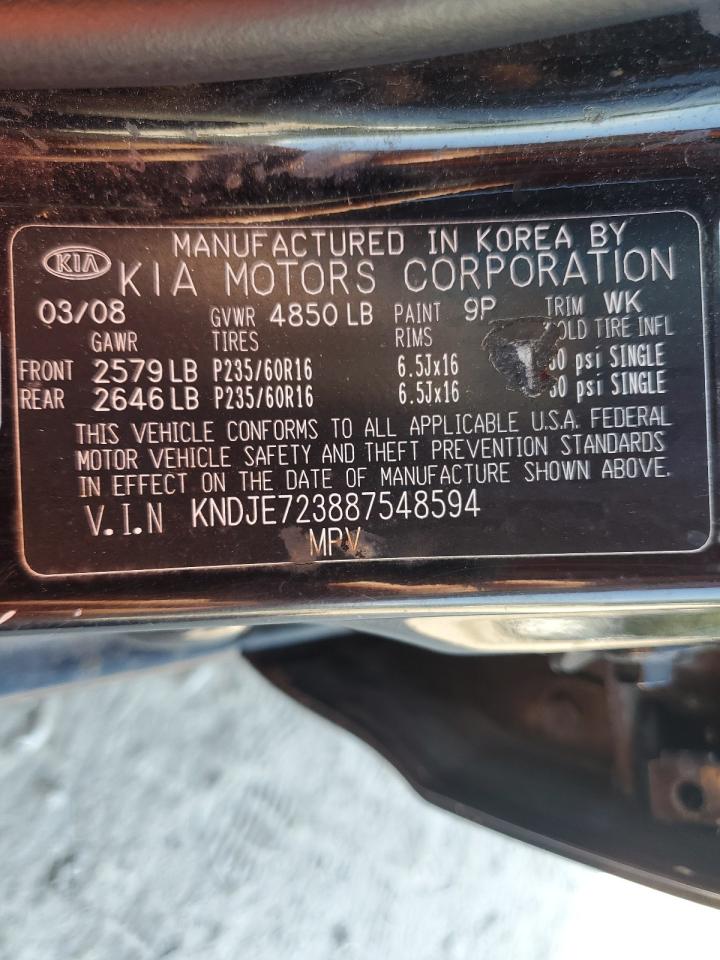 MANUFACTURED IN KOREA BY
KIA KIA MOTORS CORPORATION
03/08 GVWR 4850 LB PAINT 9P TRIM WK
GAWR TIRES RIMS TIRE INFL
FRONT 2579 LB P235/60R16 6.5Jx16 psi SINGLE
REAR 2646 LB P235/60R16 6.5Jx16 psi SINGLE
THIS VEHICLE CONFORMS TO ALL APPLICABLE U.S.A. FEDERAL
MOTOR VEHICLE SAFETY AND THEFT PREVENTION STANDARDS
IN EFFECT ON THE DATE OF MANUFACTURE SHOWN ABOVE.
V.I.N KNDJE723887548594
MPV